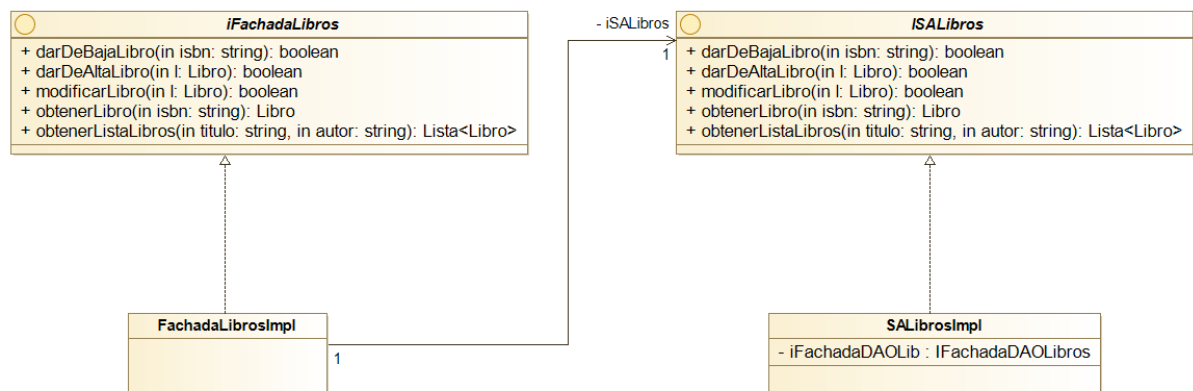 iFachadaLibros
+ darDeBajaLibro(in isbn: string): boolean
+ darDeAltaLibro(in l: Libro): boolean
+ modificarLibro(in l: Libro): boolean
+ obtenerLibro(in isbn: string): Libro
+ obtenerListaLibros(in titulo: string, in autor: string): Lista<Libro>
- iSALibros
1
ISALibros
+ darDeBajaLibro(in isbn: string): boolean
+ darDeAltaLibro(in l: Libro): boolean
+ modificarLibro(in l: Libro): boolean
+ obtenerLibro(in isbn: string): Libro
+ obtenerListaLibros(in titulo: string, in autor: string): Lista<Libro>
FachadaLibrosImpl
1
SALibrosImpl
- iFachadaDAOLib : IFachadaDAOLibros